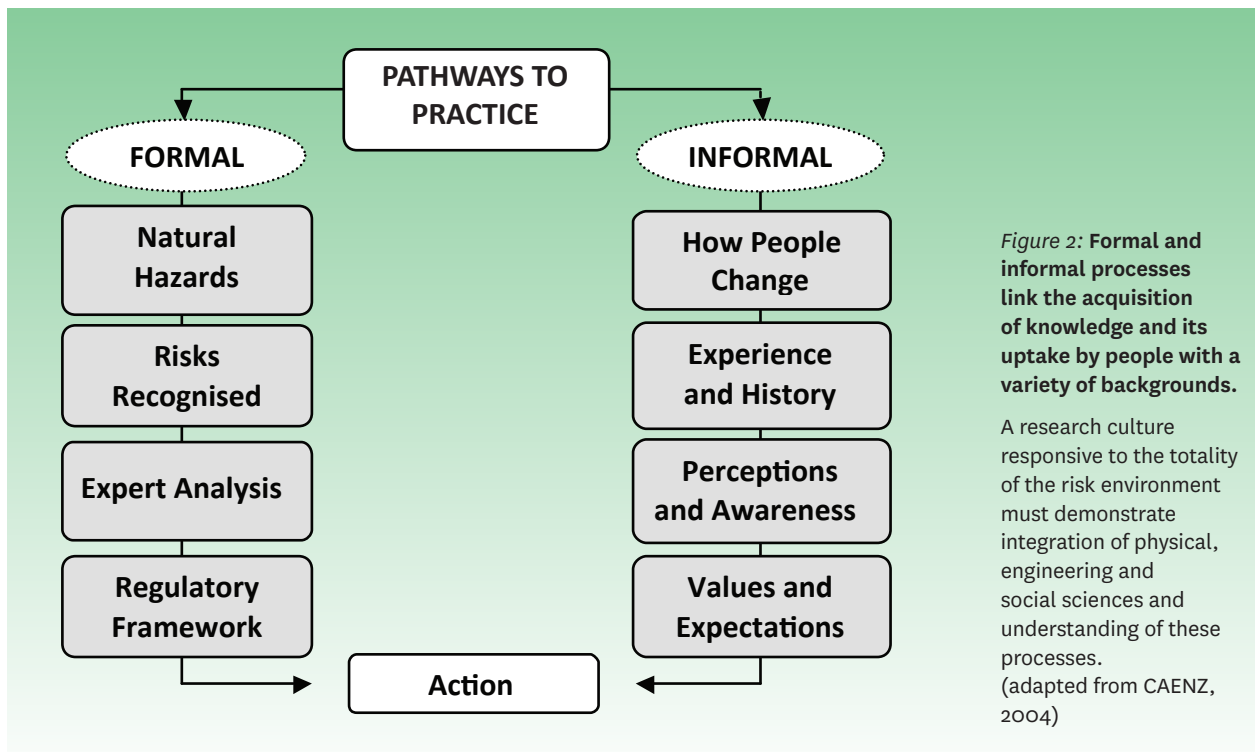 PATHWAYS TO
PRACTICE
FORMAL
Natural
Hazards
Risks
Recognised
Expert Analysis
Regulatory
Framework
INFORMAL
How People
Change
Experience
and History
Perceptions
and Awareness
Values and
Expectations
Action
Figure 2: Formal and
informal processes
link the acquisition
of knowledge and its
uptake by people with a
variety of backgrounds.
A research culture
responsive to the totality
of the risk environment
must demonstrate
integration of physical,
engineering and
social sciences and
understanding of these
processes.
(adapted from CAENZ,
2004)